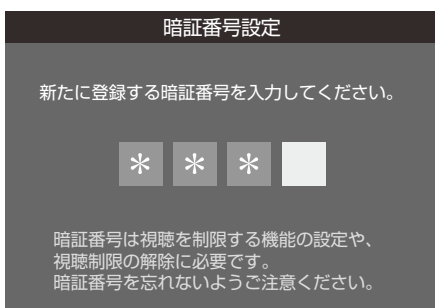 暗証番号設定
新たに登録する暗証番号を入力してください。
＊ ＊ ＊
暗証番号は視聴を制限する機能の設定や、
視聴制限の解除に必要です。
暗証番号を忘れないようご注意ください。